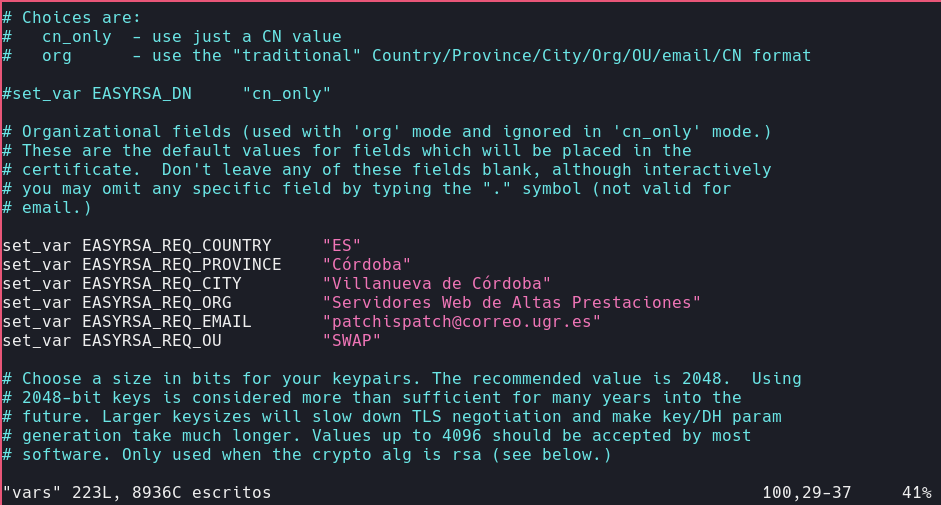 # Choices are:
#   cn_only  - use just a CN value
#   org      - use the "traditional" Country/Province/City/Org/OU/email/CN format
#set_var EASYRSA_DN     "cn_only"
# Organizational fields (used with 'org' mode and ignored in 'cn_only' mode.)
# These are the default values for fields which will be placed in the
# certificate.  Don't leave any of these fields blank, although interactively
# you may omit any specific field by typing the "." symbol (not valid for
# email.)
set_var EASYRSA_REQ_COUNTRY     "ES"
set_var EASYRSA_REQ_PROVINCE    "Córdoba"
set_var EASYRSA_REQ_CITY        "Villanueva de Córdoba"
set_var EASYRSA_REQ_ORG         "Servidores Web de Altas Prestaciones"
set_var EASYRSA_REQ_EMAIL       "patchispatch@correo.ugr.es"
set_var EASYRSA_REQ_OU          "SWAP"
# Choose a size in bits for your keypairs. The recommended value is 2048.  Using
# 2048-bit keys is considered more than sufficient for many years into the
# future. Larger keysizes will slow down TLS negotiation and make key/DH param
# generation take much longer. Values up to 4096 should be accepted by most
# software. Only used when the crypto alg is rsa (see below.)
"vars" 223L, 8936C escritos                                                 100,29-37     41%